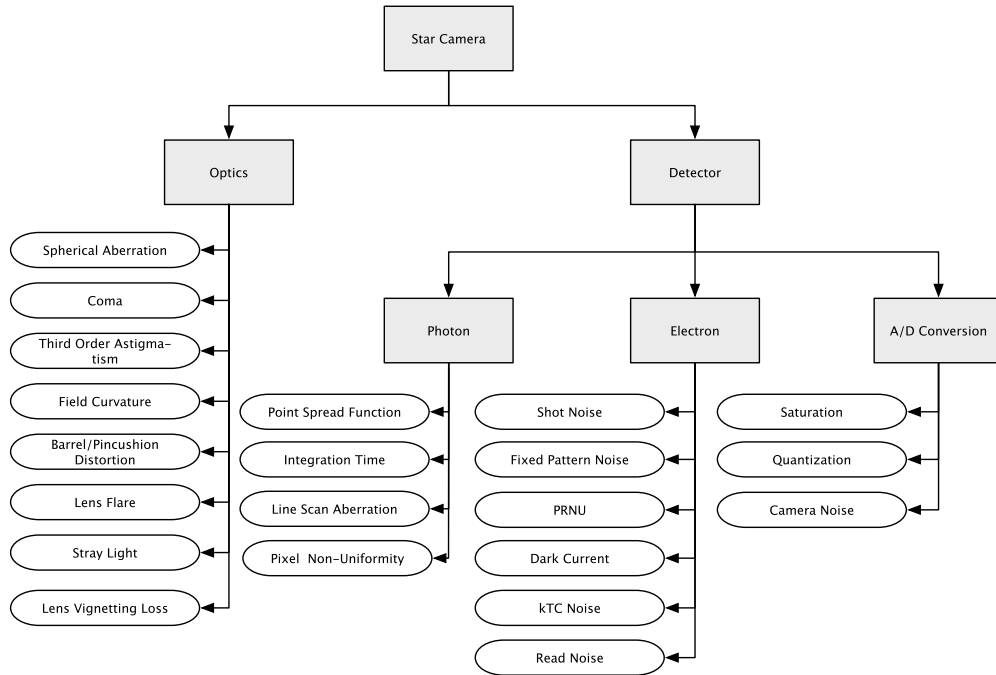 Star Camera
Optics
Detector
Spherical Aberration
Coma
Third Order Astigma-
tism
Field Curvature
Barrel/Pincushion
Distortion
Lens Flare
Stray Light
Lens Vignetting Loss
Photon
Electron
A/D Conversion
Point Spread Function
Integration Time
Line Scan Aberration
Pixel  Non-Uniformity
Shot Noise
Fixed Pattern Noise
PRNU
Dark Current
kTC Noise
Read Noise
Saturation
Quantization
Camera Noise